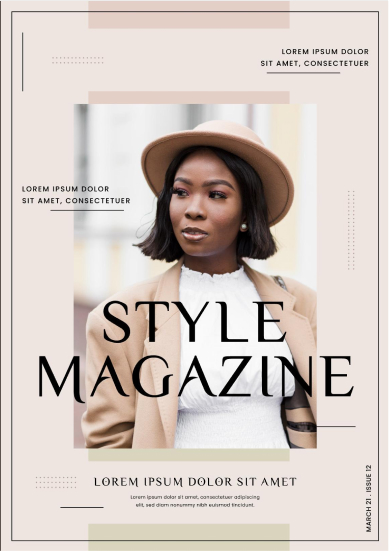 LOREM IPSUM DOLOR
SIT AMET, CONSECTETUER
LOREM IPSUM DOLOR
SIT AMET, CONSECTETUER
STYLE
MAGAZINE
LOREM IPSUM DOLOR SIT AMET
Lorem ipsum dolor sit amet, consectetuer adipiscing
elit, sed diam nonummy nibh euismod tincidunt.
MARCH 21 . ISSUE 12